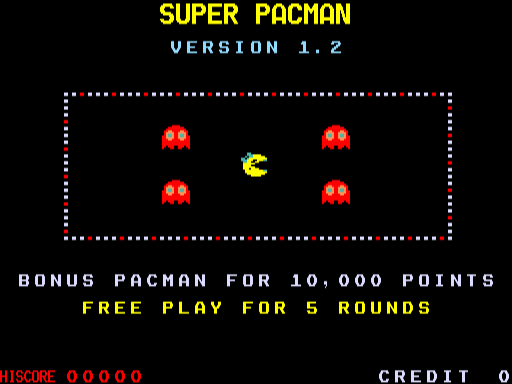 SUPER PACMAN
VERSION 1.2
BONUS PACMAN FOR 10,000 POINTS
FREE PLAY FOR 5 ROUNDS
HISCORE 00000
CREDIT 0